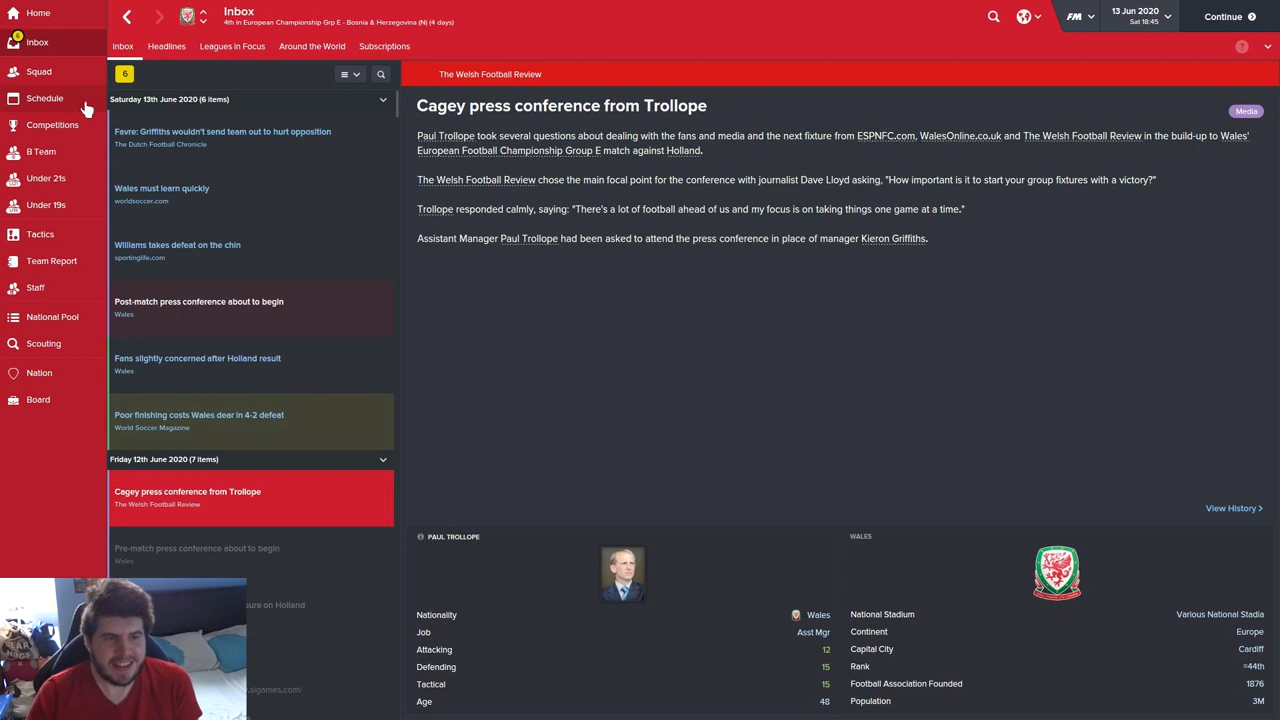 Home
6
Inbox
Squad
Schedule
Competitions
B Team
Under 21s
Under 19s
Tactics
Team Report
Staff
National Pool
Scouting
Nation
Board
Inbox
4th in European Championship Grp E - Bosnia & Herzegovina (N) (4 days)
FM
13 Jun 2020
Sat 18:45
Continue
Inbox
Headlines
Leagues in Focus
Around the World
Subscriptions
?
6
Saturday 13th June 2020 (6 items)
Favre: Griffiths wouldn't send team out to hurt opposition
The Dutch Football Chronicle
Wales must learn quickly
worldsoccer.com
Williams takes defeat on the chin
sportinglife.com
Post-match press conference about to begin
Wales
Fans slightly concerned after Holland result
Wales
Poor finishing costs Wales dear in 4-2 defeat
World Soccer Magazine
Friday 12th June 2020 (7 items)
Cagey press conference from Trollope
The Welsh Football Review
Pre-match press conference about to begin
Wales
sure on Holland
.sigames.com/
The Welsh Football Review
Cagey press conference from Trollope
Media
Paul Trollope took several questions about dealing with the fans and media and the next fixture from ESPNFC.com, WalesOnline.co.uk and The Welsh Football Review in the build-up to Wales'
European Football Championship Group E match against Holland.
The Welsh Football Review chose the main focal point for the conference with journalist Dave Lloyd asking, "How important is it to start your group fixtures with a victory?"
Trollope responded calmly, saying: "There's a lot of football ahead of us and my focus is on taking things one game at a time."
Assistant Manager Paul Trollope had been asked to attend the press conference in place of manager Kieron Griffiths.
View History
PAUL TROLLOPE
Nationality Wales
Job Asst Mgr
Attacking 12
Defending 15
Tactical 15
Age 48
WALES
National Stadium Various National Stadia
Continent Europe
Capital City Cardiff
Rank =44th
Football Association Founded 1876
Population 3M